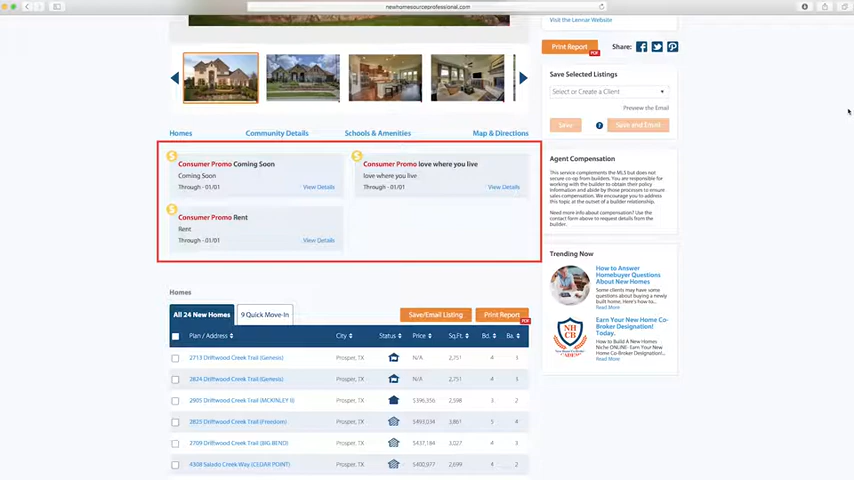 newhomesourceprofessional.com
Visit the Lennar Website
Print Report
PDF
Share:
Save Selected Listings
Select or Create a Client
Preview the Email
Save
?
Save and Email
Homes
Community Details
Schools & Amenities
Map & Directions
Consumer Promo Coming Soon
Coming Soon
Through - 01/01
View Details
Consumer Promo love where you live
love where you live
Through - 01/01
View Details
Consumer Promo Rent
Rent
Through - 01/01
View Details
Agent Compensation
This service complements the MLS but does not
secure co-op from builders. You are responsible for
working with the builder to obtain their policy
information and abide by those processes to ensure
sales compensation. We encourage you to address
this topic at the outset of a builder relationship.
Need more info about compensation? Use the
contact form above to request details from the
builder.
Trending Now
How to Answer
Homebuyer Questions
About New Homes
Some clients may have some
questions about buying a newly
built home. Here's how to...
Read More
NH
CB
Earn Your New Home Co-
Broker Designation!
Today.
How to Build A New Homes
Niche ONLINE- Earn Your New
Home Co-Broker Designation...
Read More
Homes
All 24 New Homes
9 Quick Move-In
Save/Email Listing
Print Report
PDF
Plan / Address City Status Price Sq.Ft. Bd. Ba.
2713 Driftwood Creek Trail (Genesis) Prosper, TX N/A 2,751 4 3
2824 Driftwood Creek Trail (Genesis) Prosper, TX N/A 2,751 4 3
2905 Driftwood Creek Trail (MCKINLEY II) Prosper, TX $396,356 2,598 3 2
2825 Driftwood Creek Trail (Freedom) Prosper, TX $493,034 3,861 5 4
2709 Driftwood Creek Trail (BIG BEND) Prosper, TX $437,184 3,027 4 3
4308 Salado Creek Way (CEDAR POINT) Prosper, TX $400,977 2,699 4 2